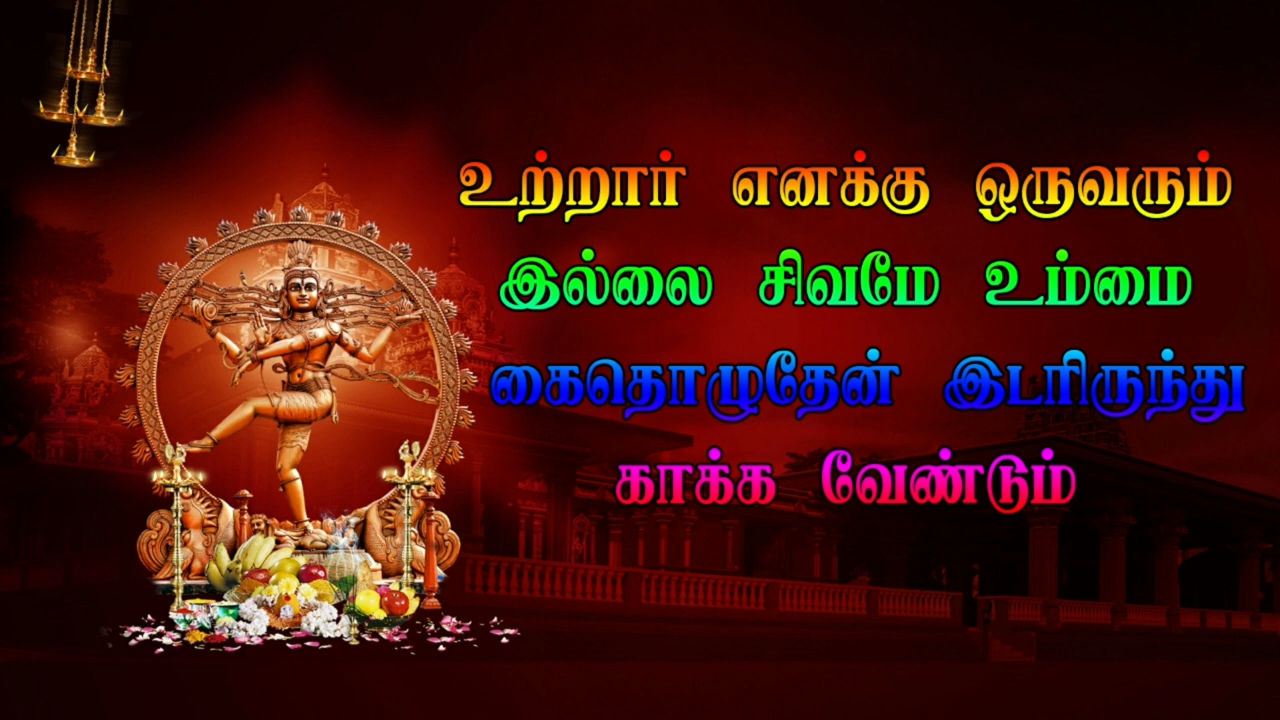 உற்றார் எனக்கு ஒருவரும்
இல்லை சிவமே உம்மை
கைதொழுதேன் இடரிருந்து
காக்க வேண்டும்